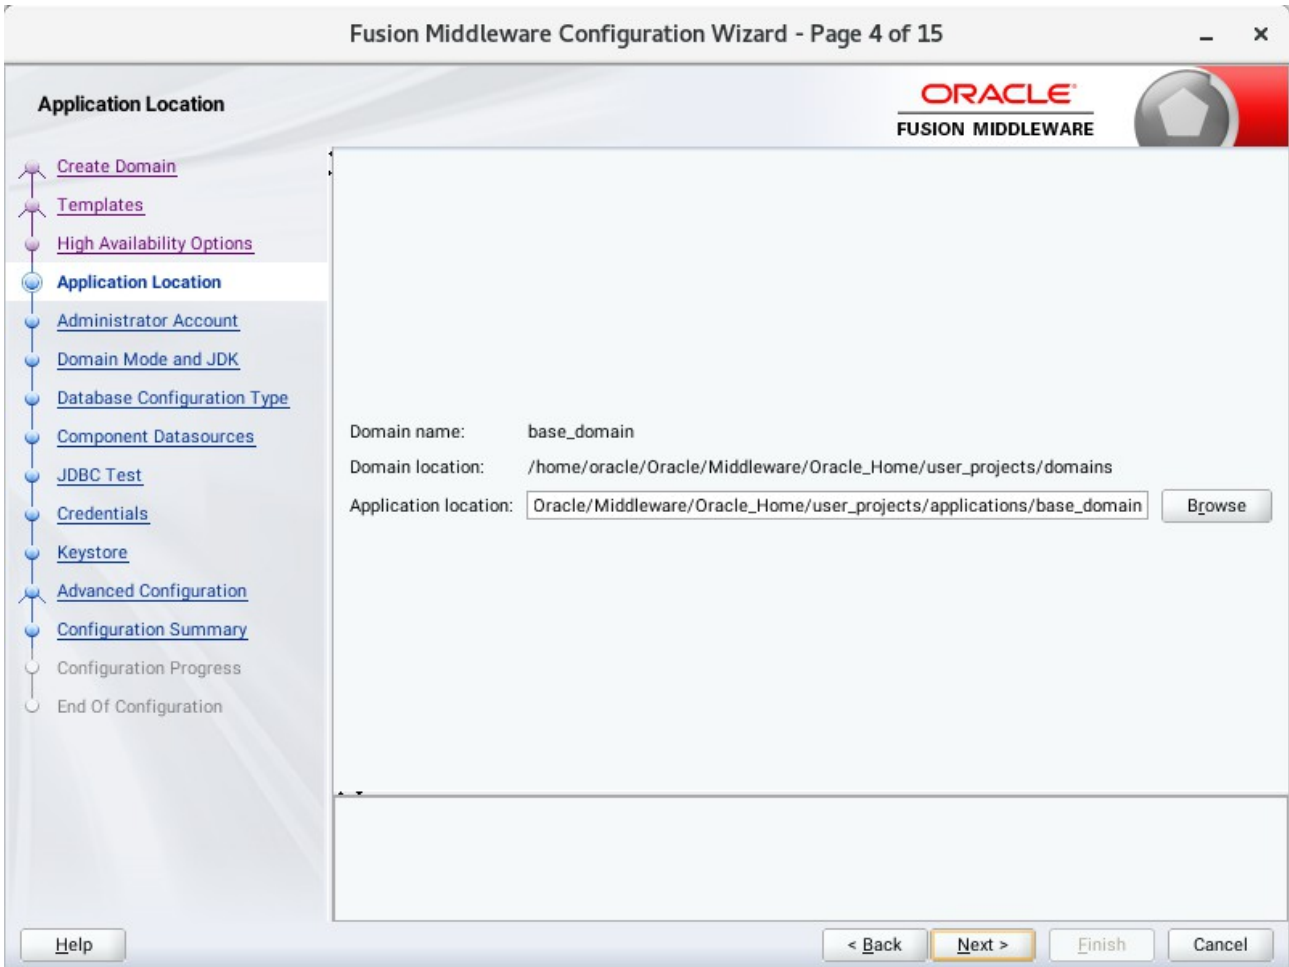 Fusion Middleware Configuration Wizard - Page 4 of 15
Application Location
ORACLE
FUSION MIDDLEWARE
Create Domain
Templates
High Availability Options
Application Location
Administrator Account
Domain Mode and JDK
Database Configuration Type
Component Datasources
JDBC Test
Credentials
Keystore
Advanced Configuration
Configuration Summary
Configuration Progress
End Of Configuration
Domain name: base_domain
Domain location: /home/oracle/Oracle/Middleware/Oracle_Home/user_projects/domains
Application location: Oracle/Middleware/Oracle_Home/user_projects/applications/base_domain Browse
Help < Back Next > Finish Cancel